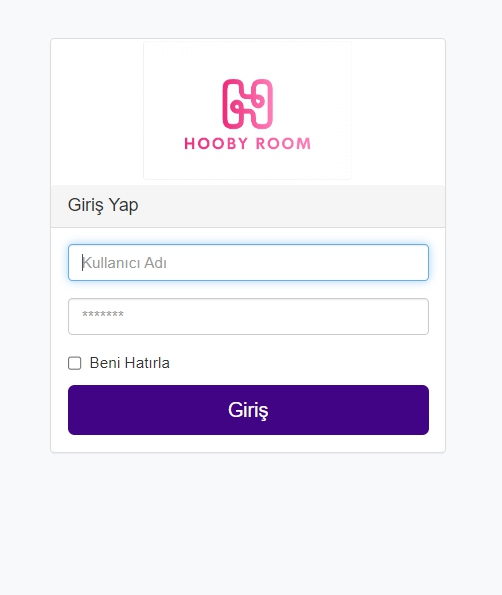 HOOBY ROOM
Giriş Yap
Kullanıcı Adı
*******
Beni Hatırla
Giriş